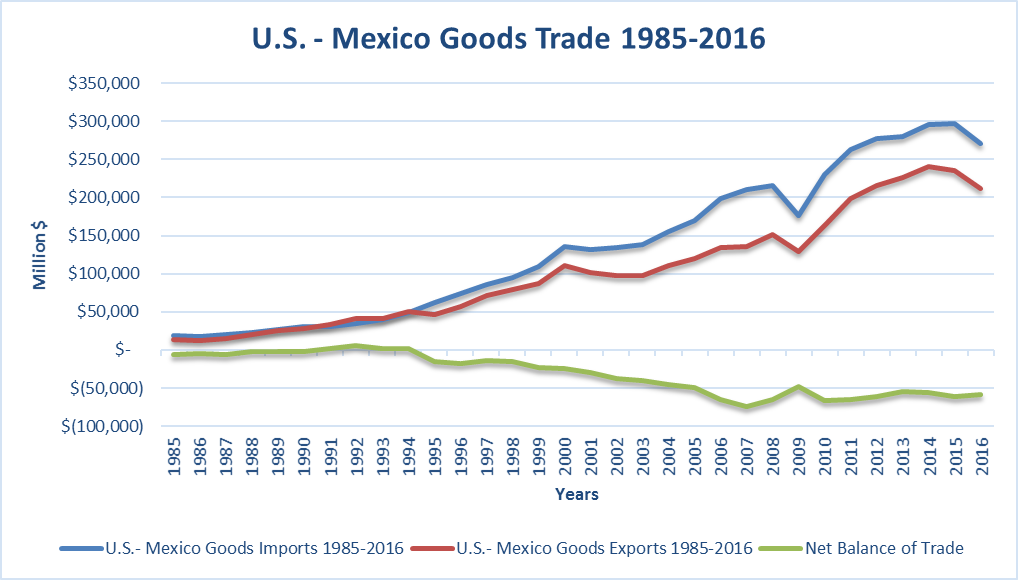 U.S. - Mexico Goods Trade 1985-2016
$350,000
$300,000
$250,000
$200,000
$150,000
$100,000
$50,000
$-
$(50,000)
$(100,000)
Million $
1985 1986 1987 1988 1989 1990 1991 1992 1993 1994 1995 1996 1997 1998 1999 2000 2001 2002 2003 2004 2005 2006 2007 2008 2009 2010 2011 2012 2013 2014 2015 2016
Years
U.S.- Mexico Goods Imports 1985-2016 U.S.- Mexico Goods Exports 1985-2016 Net Balance of Trade